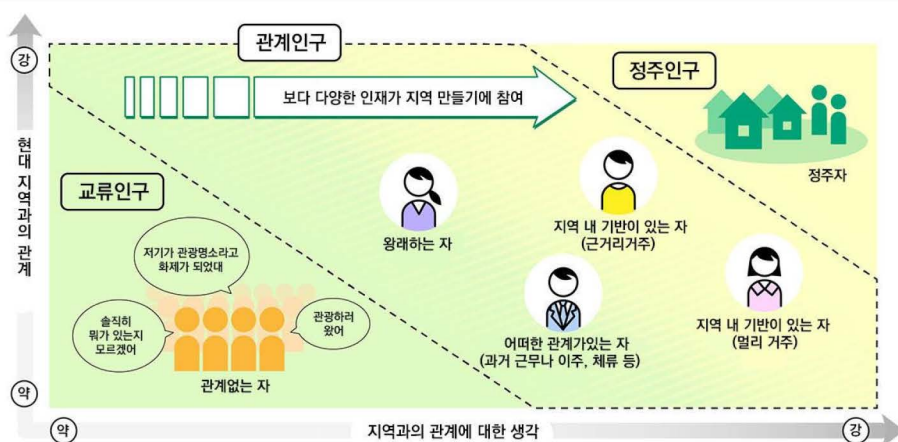 강
관계인구
정주인구
보다 다양한 인재가 지역 만들기에 참여
현대 지역과의 관계
정주자
교류인구
저기가 관광명소라고
화제가 되었대
왕래하는 자
지역 내 기반이 있는 자
(근거리거주)
솔직히
뭐가 있는지
모르겠어
관광하러
왔어
관계없는 자
어떠한 관계가있는 자
(과거 근무나 이주, 체류 등)
지역 내 기반이 있는 자
(멀리 거주)
약
약
지역과의 관계에 대한 생각
강